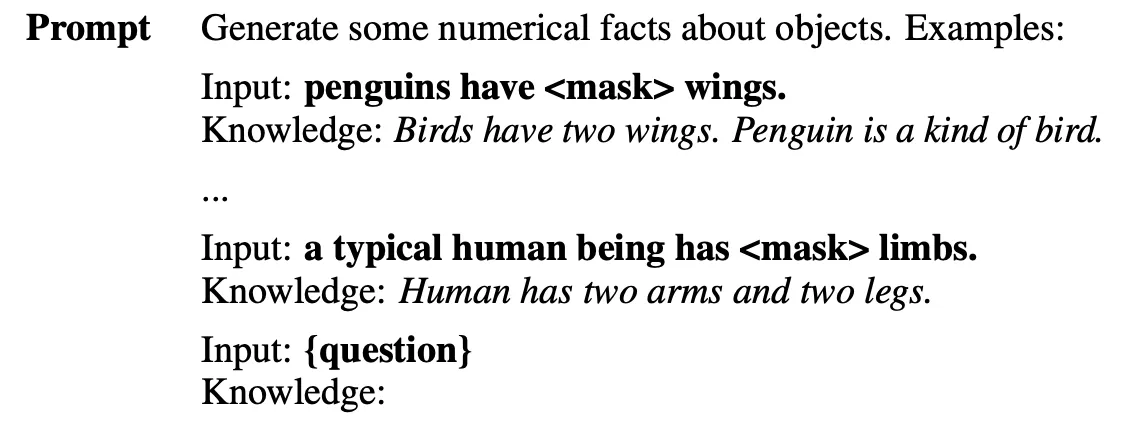 Prompt Generate some numerical facts about objects. Examples:
Input: penguins have <mask> wings.
Knowledge: Birds have two wings. Penguin is a kind of bird.
...
Input: a typical human being has <mask> limbs.
Knowledge: Human has two arms and two legs.
Input: {question}
Knowledge: